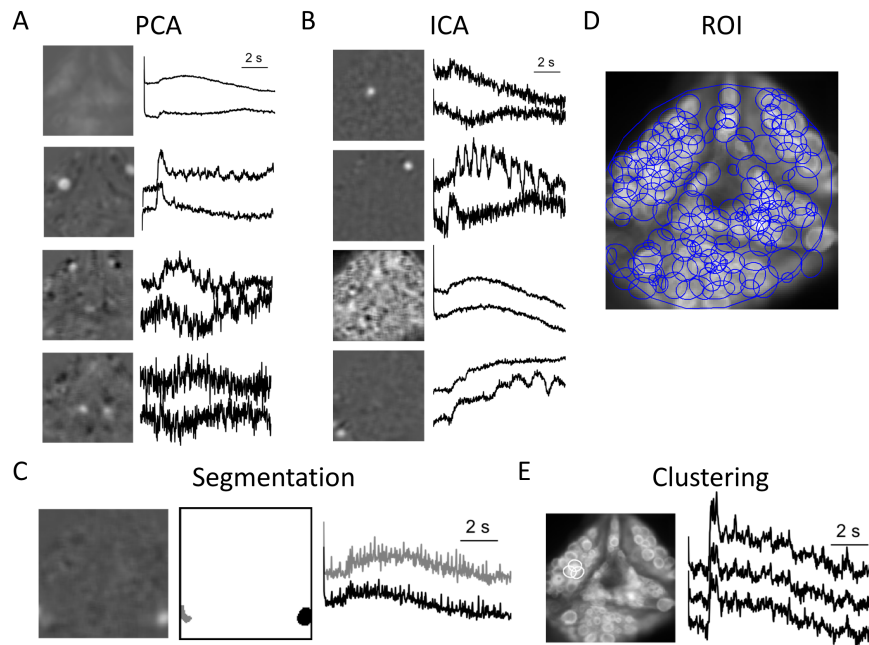 A
PCA
2 s
B
ICA
2 s
D
ROI
C
Segmentation
2 s
E
Clustering
2 s